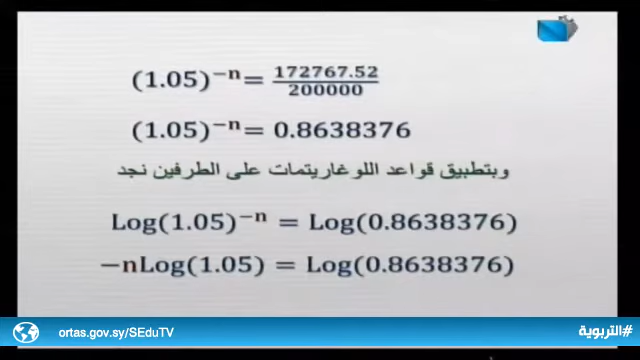 (1.05)^{-n} = \frac{172767.52}{200000}
(1.05)^{-n} = 0.8638376
وبتطبيق قواعد اللوغاريتمات على الطرفين نجد
Log(1.05)^{-n} = Log(0.8638376)
-nLog(1.05) = Log(0.8638376)
ortas.gov.sy/SEduTV
#التربوية